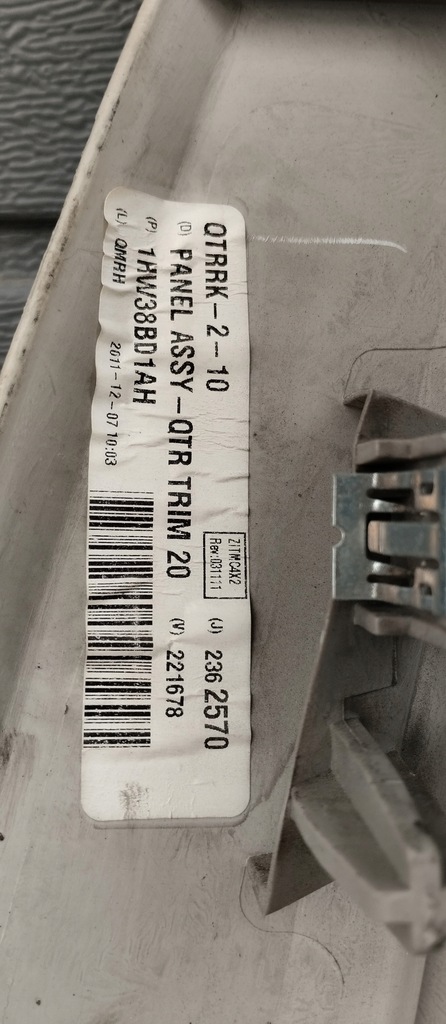 QTRRK-2-10
ZITMC4X2
Rev:031111
(J) 236 2570
(D) PANEL ASSY-QTR TRIM 20
(V) 221678
(P) 1HW38BD1AH
(L) QMRH 2011-12-07 10:03